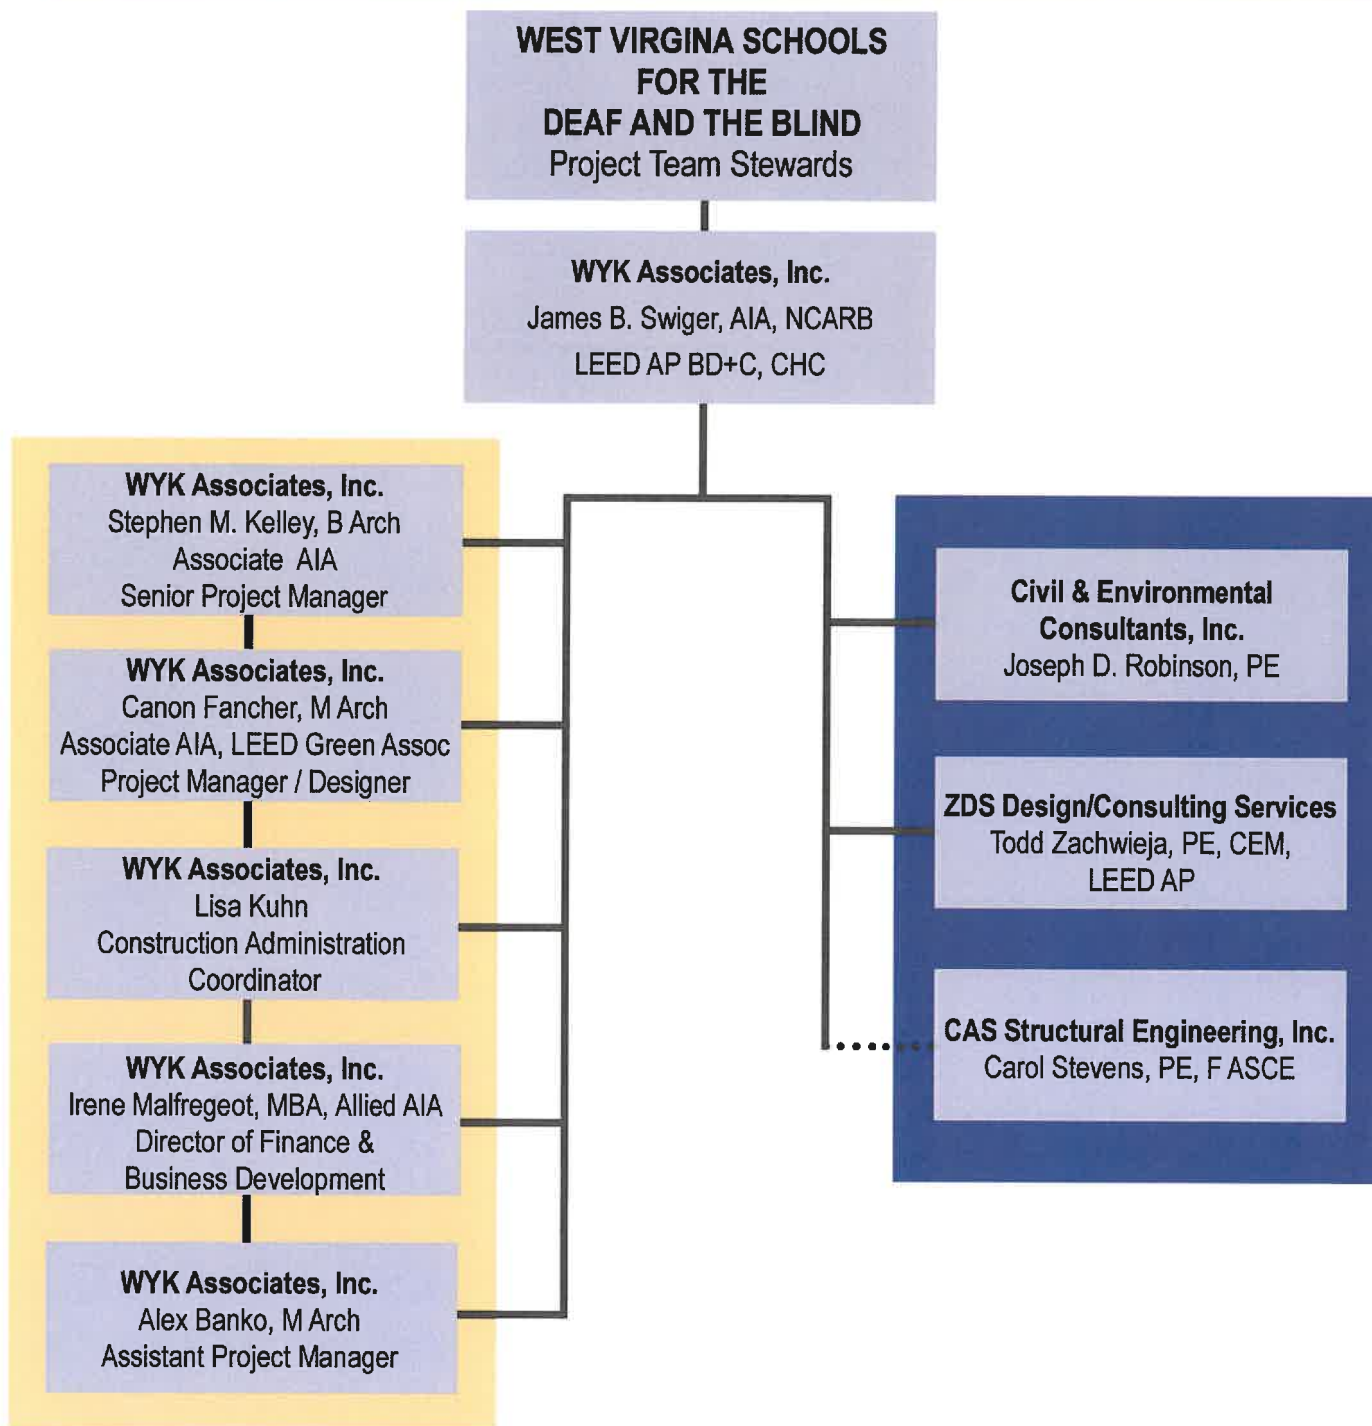 WEST VIRGINA SCHOOLS
FOR THE
DEAF AND THE BLIND
Project Team Stewards
WYK Associates, Inc.
James B. Swiger, AIA, NCARB
LEED AP BD+C, CHC
WYK Associates, Inc.
Stephen M. Kelley, B Arch
Associate AIA
Senior Project Manager
WYK Associates, Inc.
Canon Fancher, M Arch
Associate AIA, LEED Green Assoc
Project Manager / Designer
WYK Associates, Inc.
Lisa Kuhn
Construction Administration
Coordinator
WYK Associates, Inc.
Irene Malfregeot, MBA, Allied AIA
Director of Finance &
Business Development
WYK Associates, Inc.
Alex Banko, M Arch
Assistant Project Manager
Civil & Environmental
Consultants, Inc.
Joseph D. Robinson, PE
ZDS Design/Consulting Services
Todd Zachwieja, PE, CEM,
LEED AP
CAS Structural Engineering, Inc.
Carol Stevens, PE, F ASCE